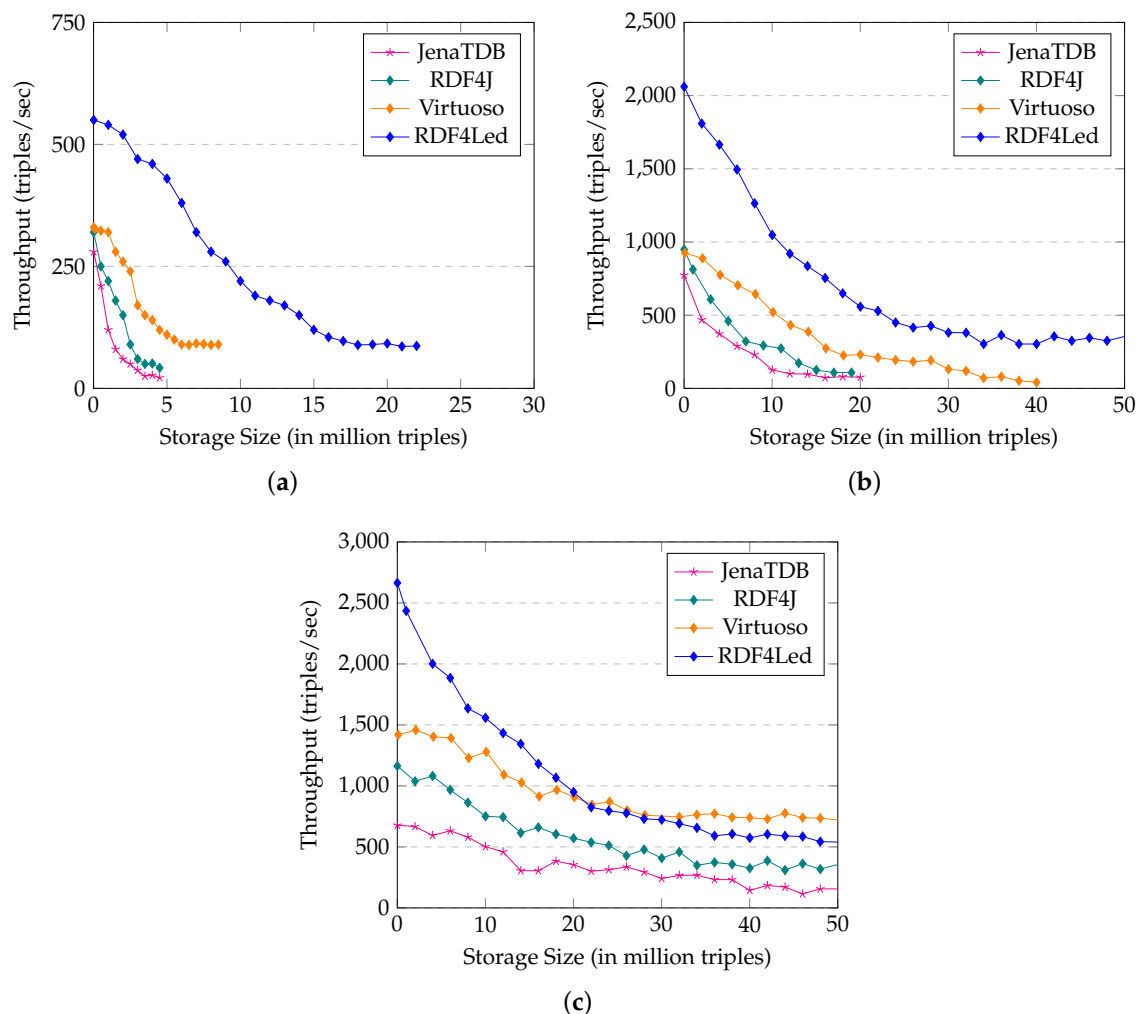 750
500
250
0
Throughput (triples/sec)
JenaTDB
RDF4J
Virtuoso
RDF4Led
0 5 10 15 20 25 30
Storage Size (in million triples)
(a)
2,500
2,000
1,500
1,000
500
0
Throughput (triples/sec)
JenaTDB
RDF4J
Virtuoso
RDF4Led
0 10 20 30 40 50
Storage Size (in million triples)
(b)
3,000
2,500
2,000
1,500
1,000
500
0
Throughput (triples/sec)
JenaTDB
RDF4J
Virtuoso
RDF4Led
0 10 20 30 40 50
Storage Size (in million triples)
(c)